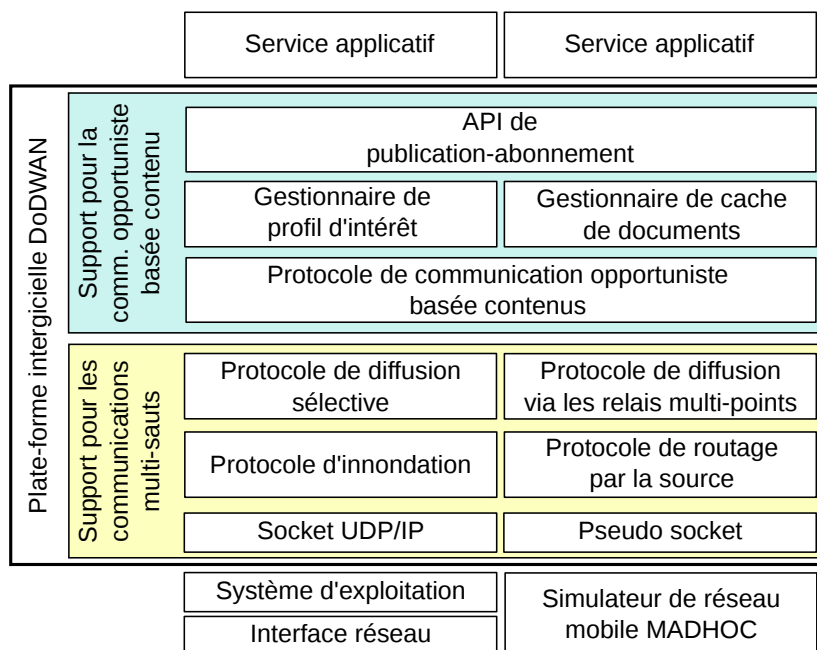 Service applicatif
Service applicatif
Plate-forme intergicielle DoDWAN
Support pour la
comm. opportuniste
basée contenu
API de
publication-abonnement
Gestionnaire de
profil d'intérêt
Gestionnaire de cache
de documents
Protocole de communication opportuniste
basée contenus
Support pour les
communications
multi-sauts
Protocole de diffusion
sélective
Protocole de diffusion
via les relais multi-points
Protocole d'innondation
Protocole de routage
par la source
Socket UDP/IP
Pseudo socket
Système d'exploitation
Interface réseau
Simulateur de réseau
mobile MADHOC